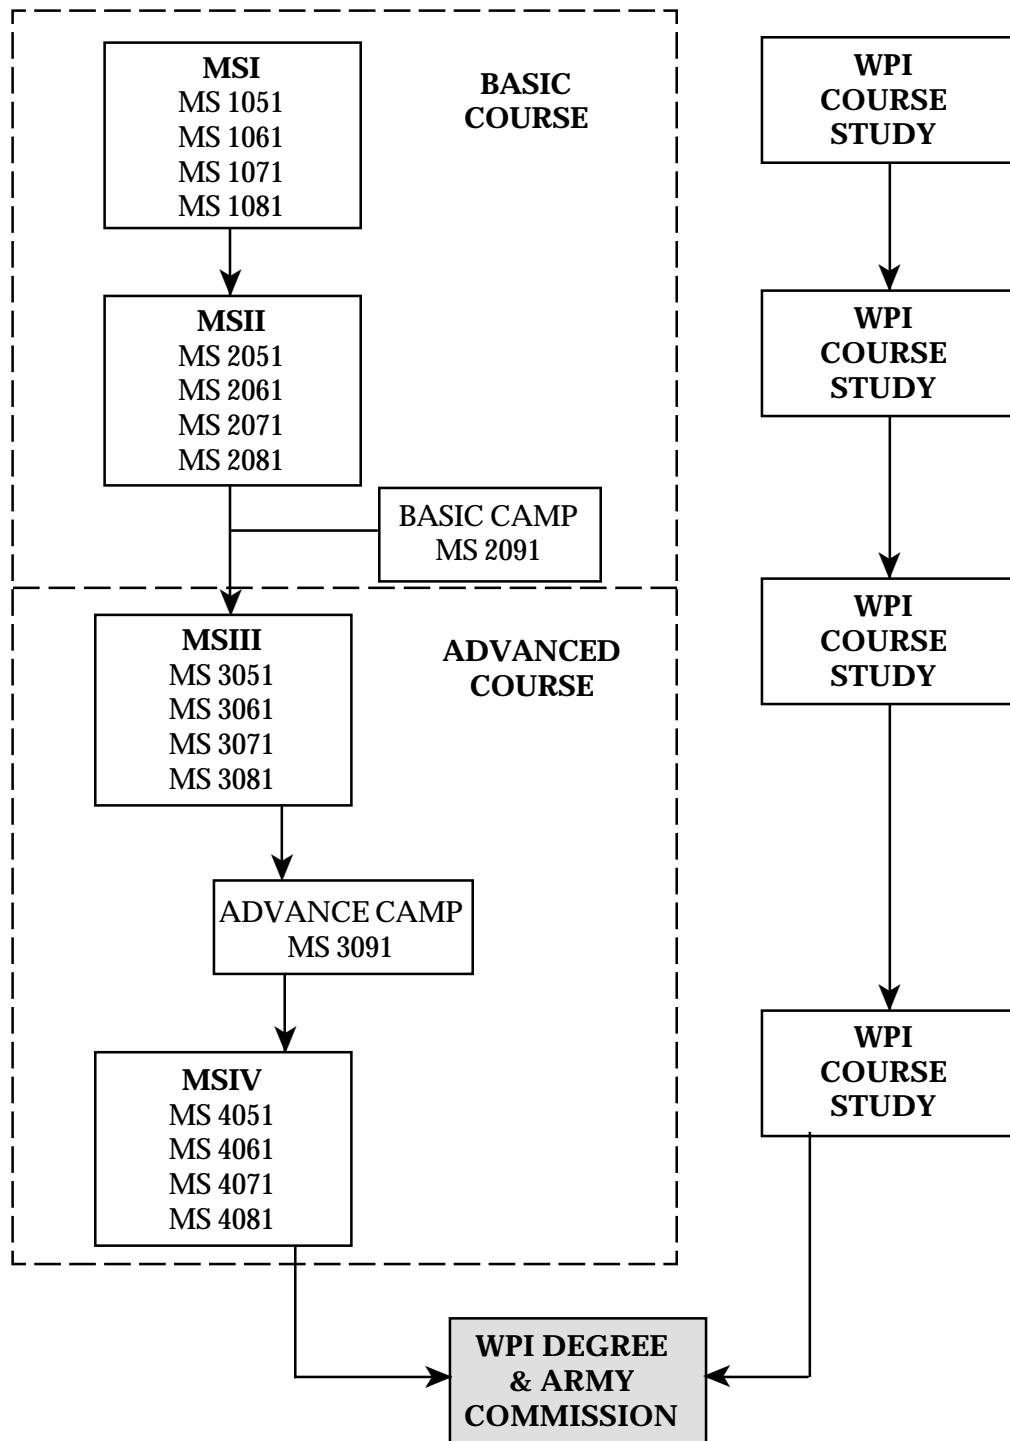 MSI
MS 1051
MS 1061
MS 1071
MS 1081
BASIC
COURSE
WPI
COURSE
STUDY
MSII
MS 2051
MS 2061
MS 2071
MS 2081
WPI
COURSE
STUDY
BASIC CAMP
MS 2091
MSIII
MS 3051
MS 3061
MS 3071
MS 3081
ADVANCED
COURSE
WPI
COURSE
STUDY
ADVANCE CAMP
MS 3091
MSIV
MS 4051
MS 4061
MS 4071
MS 4081
WPI
COURSE
STUDY
WPI DEGREE
& ARMY
COMMISSION